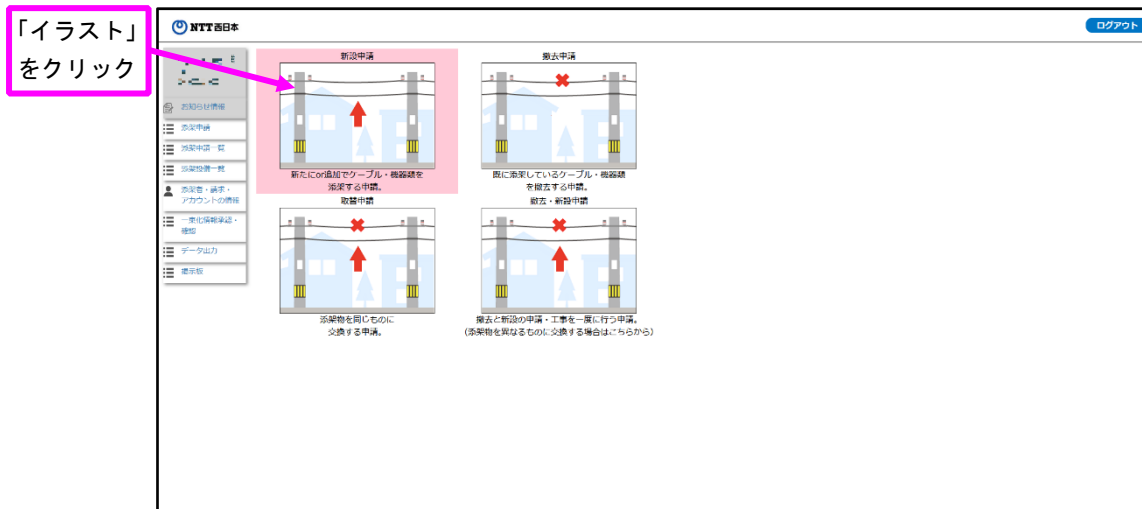 「イラスト」
をクリック
NTT西日本
ログアウト
お知らせ情報
添架申請
添架申請一覧
添架設備一覧
添架者・請求・
アカウントの情報
一束化情報承認・
確認
データ出力
掲示板
新設申請
新たにor追加でケーブル・機器類を
添架する申請。
撤去申請
既に添架しているケーブル・機器類
を撤去する申請。
取替申請
添架物を同じものに
交換する申請。
撤去・新設申請
撤去と新設の申請・工事を一度に行う申請。
(添架物を異なるものに交換する場合はこちらから)